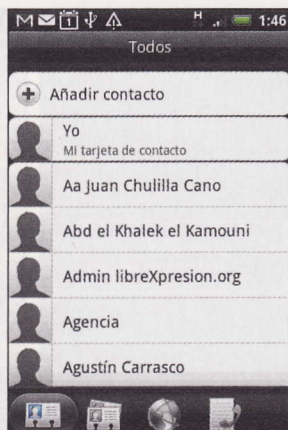 H 1:46
Todos
Añadir contacto
Yo
Mi tarjeta de contacto
Aa Juan Chulilla Cano
Abd el Khalek el Kamouni
Admin libreXpresion.org
Agencia
Agustín Carrasco